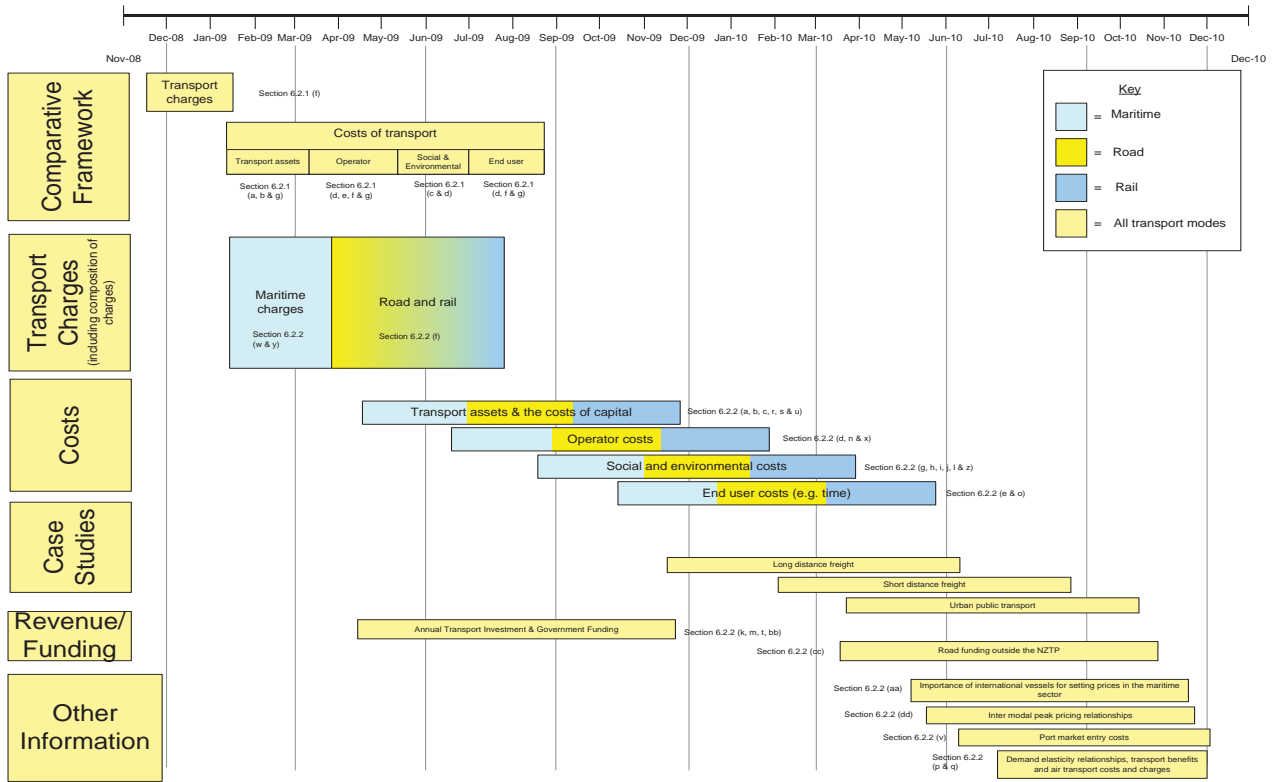 Dec-08 Jan-09 Feb-09 Mar-09 Apr-09 May-09 Jun-09 Jul-09 Aug-09 Sep-09 Oct-09 Nov-09 Dec-09 Jan-10 Feb-10 Mar-10 Apr-10 May-10 Jun-10 Jul-10 Aug-10 Sep-10 Oct-10 Nov-10 Dec-10
Nov-08
Dec-10
Key
= Maritime
= Road
= Rail
= All transport modes
Comparative
Framework
Transport
charges
Section 6.2.1 (f)
Costs of transport
Transport assets
Operator
Social &
Environmental
End user
Section 6.2.1
(a, b & g)
Section 6.2.1
(d, e, f & g)
Section 6.2.1
(c & d)
Section 6.2.1
(d, f & g)
Transport
Charges
(including composition of
charges)
Maritime
charges
Section 6.2.2
(w & y)
Road and rail
Section 6.2.2 (f)
Costs
Transport assets & the costs of capital
Section 6.2.2 (a, b, c, r, s & u)
Operator costs
Section 6.2.2 (d, n & x)
Social and environmental costs
Section 6.2.2 (g, h, i, j, l & z)
End user costs (e.g. time)
Section 6.2.2 (e & o)
Case
Studies
Long distance freight
Short distance freight
Urban public transport
Revenue/
Funding
Annual Transport Investment & Government Funding
Section 6.2.2 (k, m, t, bb)
Section 6.2.2 (cc)
Road funding outside the NZTP
Other
Information
Section 6.2.2 (aa)
Importance of international vessels for setting prices in the maritime
sector
Section 6.2.2 (dd)
Inter modal peak pricing relationships
Section 6.2.2 (v)
Port market entry costs
Section 6.2.2
(p & q)
Demand elasticity relationships, transport benefits
and air transport costs and charges